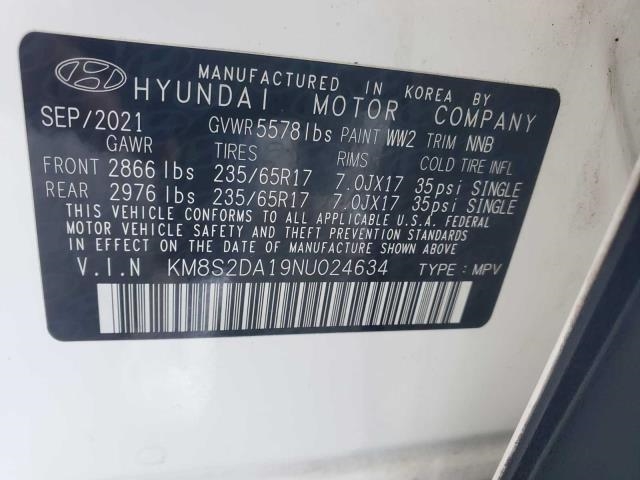 MANUFACTURED IN KOREA BY
HYUNDAI MOTOR COMPANY
SEP/2021 GVWR 5578lbs PAINT WW2 TRIM NNB
GAWR TIRES RIMS COLD TIRE INFL
FRONT 2866 lbs 235/65R17 7.0JX17 35psi SINGLE
REAR 2976 lbs 235/65R17 7.0JX17 35psi SINGLE
THIS VEHICLE CONFORMS TO ALL APPLICABLE U.S.A. FEDERAL
MOTOR VEHICLE SAFETY AND THEFT PREVENTION STANDARDS
IN EFFECT ON THE DATE OF MANUFACTURE SHOWN ABOVE.
V.I.N KM8S2DA19NU024634 TYPE : MPV